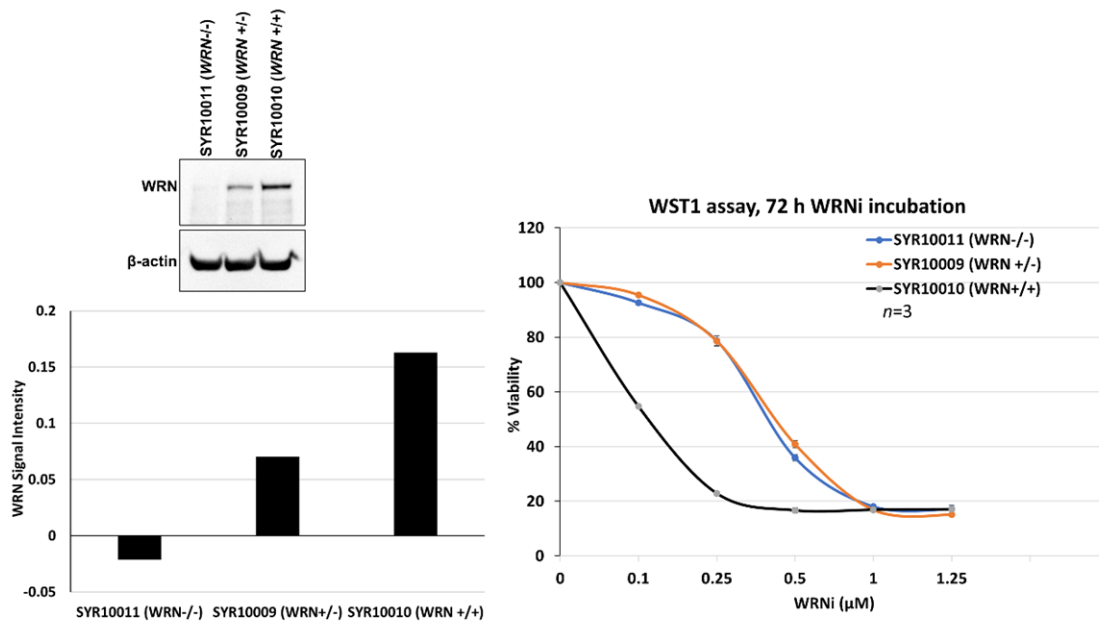 SYR10011 (WRN-/-)
SYR10009 (WRN +/-)
SYR10010 (WRN +/+)
WRN
β-actin
0.2
0.15
0.1
0.05
0
-0.05
WRN Signal Intensity
SYR10011 (WRN-/-) SYR10009 (WRN+/-) SYR10010 (WRN +/+)
WST1 assay, 72 h WRNi incubation
120
100
80
60
40
20
0
% Viability
SYR10011 (WRN-/-)
SYR10009 (WRN +/-)
SYR10010 (WRN+/+)
n=3
0 0.1 0.25 0.5 1 1.25
WRNi (μM)